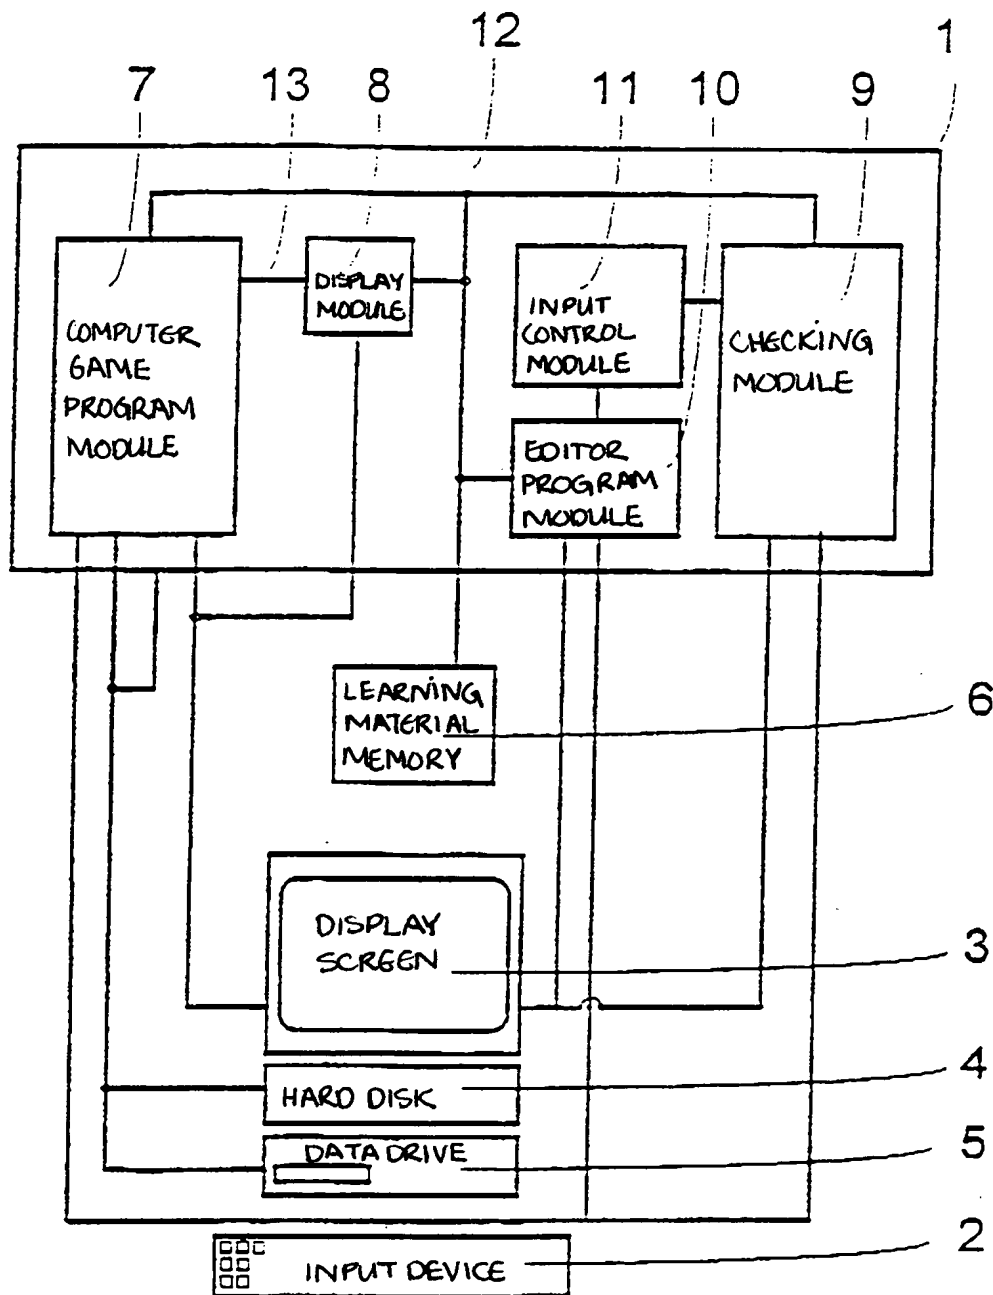 12
1
7
13
8
11
10
9
COMPUTER
GAME
PROGRAM
MODULE
DISPLAY
MODULE
INPUT
CONTROL
MODULE
CHECKING
MODULE
EDITOR
PROGRAM
MODULE
LEARNING
MATERIAL
MEMORY
6
DISPLAY
SCREEN
3
HARD DISK
4
DATA DRIVE
5
INPUT DEVICE
2